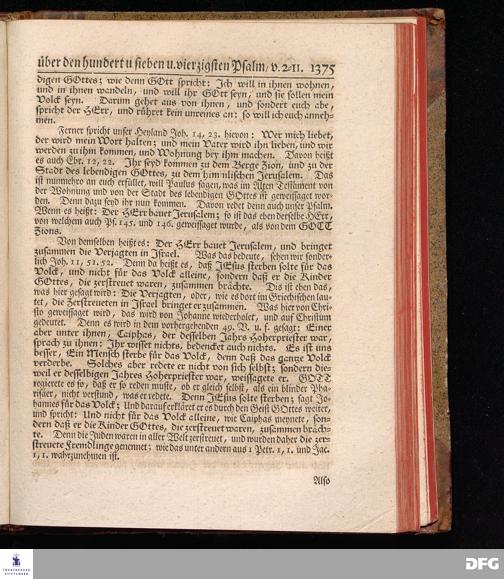 über den hundert u sieben u. vierzigsten Psalm/ v. 2-11. 1375
digen GOttes; wie denn GOtt spricht: Ich will in ihnen wohnen,
und in ihnen wandeln, und will ihr GOtt seyn, und sie sollen mein
Volck seyn. Darum gehet aus von ihnen, und sondert euch abe,
spricht der HErr, und rühret kein unreines an: so will ich euch anneh-
men.
Ferner spricht unser Heyland Joh. 14, 23. hievon: Wer mich liebet,
der wird mein Wort halten; und mein Vater wird ihn lieben, und wir
werden zu ihm kommen, und Wohnung bey ihm machen. Davon heißt
es auch Ebr. 12, 22. Ihr seyd kommen zu dem Berge Zion, und zu der
Stadt des lebendigen GOttes, zu dem himmlischen Jerusalem. Das
ist nunmehro an euch erfüllet, will Paulus sagen, was im Alten Testament von
der Wohnung und von der Stadt des lebendigen GOttes ist geweissaget wor-
den. Denn dazu seyd ihr nun kommen. Davon redet denn auch unser Psalm.
Wenn es heißt: Der HErr bauet Jerusalem; so ist das eben derselbe HErr,
von welchem auch Ps. 145. und 146. geweissaget wurde, als von dem GOTT
Zions.
Von demselben heißt es: Der HErr bauet Jerusalem, und bringet
zusammen die Verjagten in Israel. Was das bedeute, sehen wir sonder-
lich Joh. 11, 51. 52. Denn da heißt es, daß JEsus sterben solte für das
Volck, und nicht für das Volck alleine, sondern daß er die Kinder
GOttes, die zerstreuet waren, zusammen brächte. Dis ist eben das,
was hier gesagt wird: Die Verjagten, oder, wie es dort im Griechischen lau-
tet, die Zerstreueten in Israel bringet er zusammen. Was hier von Chri-
sto geweissaget wird, das wird von Johanne wiederholet, und auf Christum
gedeutet. Denn es wird in dem vorhergehenden 49. V. u. f. gesagt: Einer
aber unter ihnen, Caiphas, der desselben Jahrs Hoherpriester war,
sprach zu ihnen: Ihr wisset nichts, bedencket auch nichts. Es ist uns
besser, Ein Mensch sterbe für das Volck, denn daß das gantze Volck
verderbe. Solches aber redete er nicht von sich selbst; sondern die-
weil er desselbigen Jahres Hoherpriester war, weissagete er. GOTT
regierete es so, daß er so reden muste, ob er gleich selbst, als ein blinder Pha-
risäer, nicht verstund, was er redete. Denn JEsus solte sterben; sagt Jo-
hannes für das Volck; Und darauf erkläret er es durch den Geist GOttes weiter,
und spricht: Und nicht für das Volck alleine, wie Caiphas meynete, son-
dern daß er die Kinder GOttes, die zerstreuet waren, zusammen brächte.
Denn die Juden waren in aller Welt zerstreuet, und wurden daher die zer-
streuete Fremdlinge genennet; wie das unter andern aus 1 Petr. 1, 1. und Jac.
1, 1. wahrzunehmen ist.
Also
FRANCKESCHE STIFTUNGEN
DFG